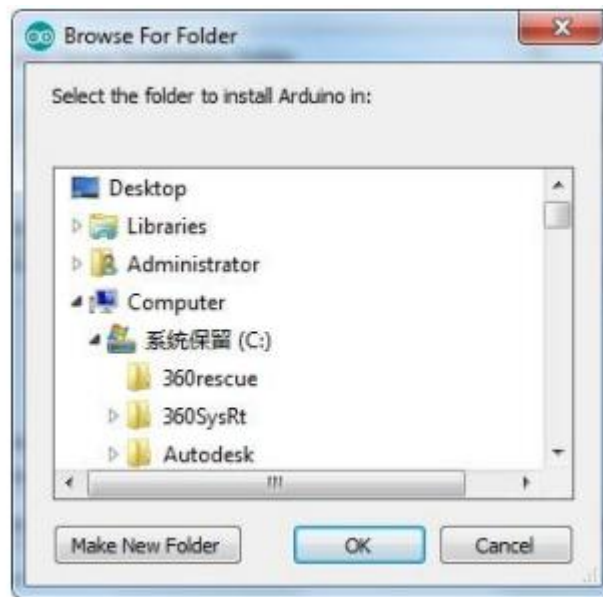 Browse For Folder
Select the folder to install Arduino in:
Desktop
Libraries
Administrator
Computer
系统保留 (C:)
360rescue
360SysRt
Autodesk
Make New Folder
OK
Cancel